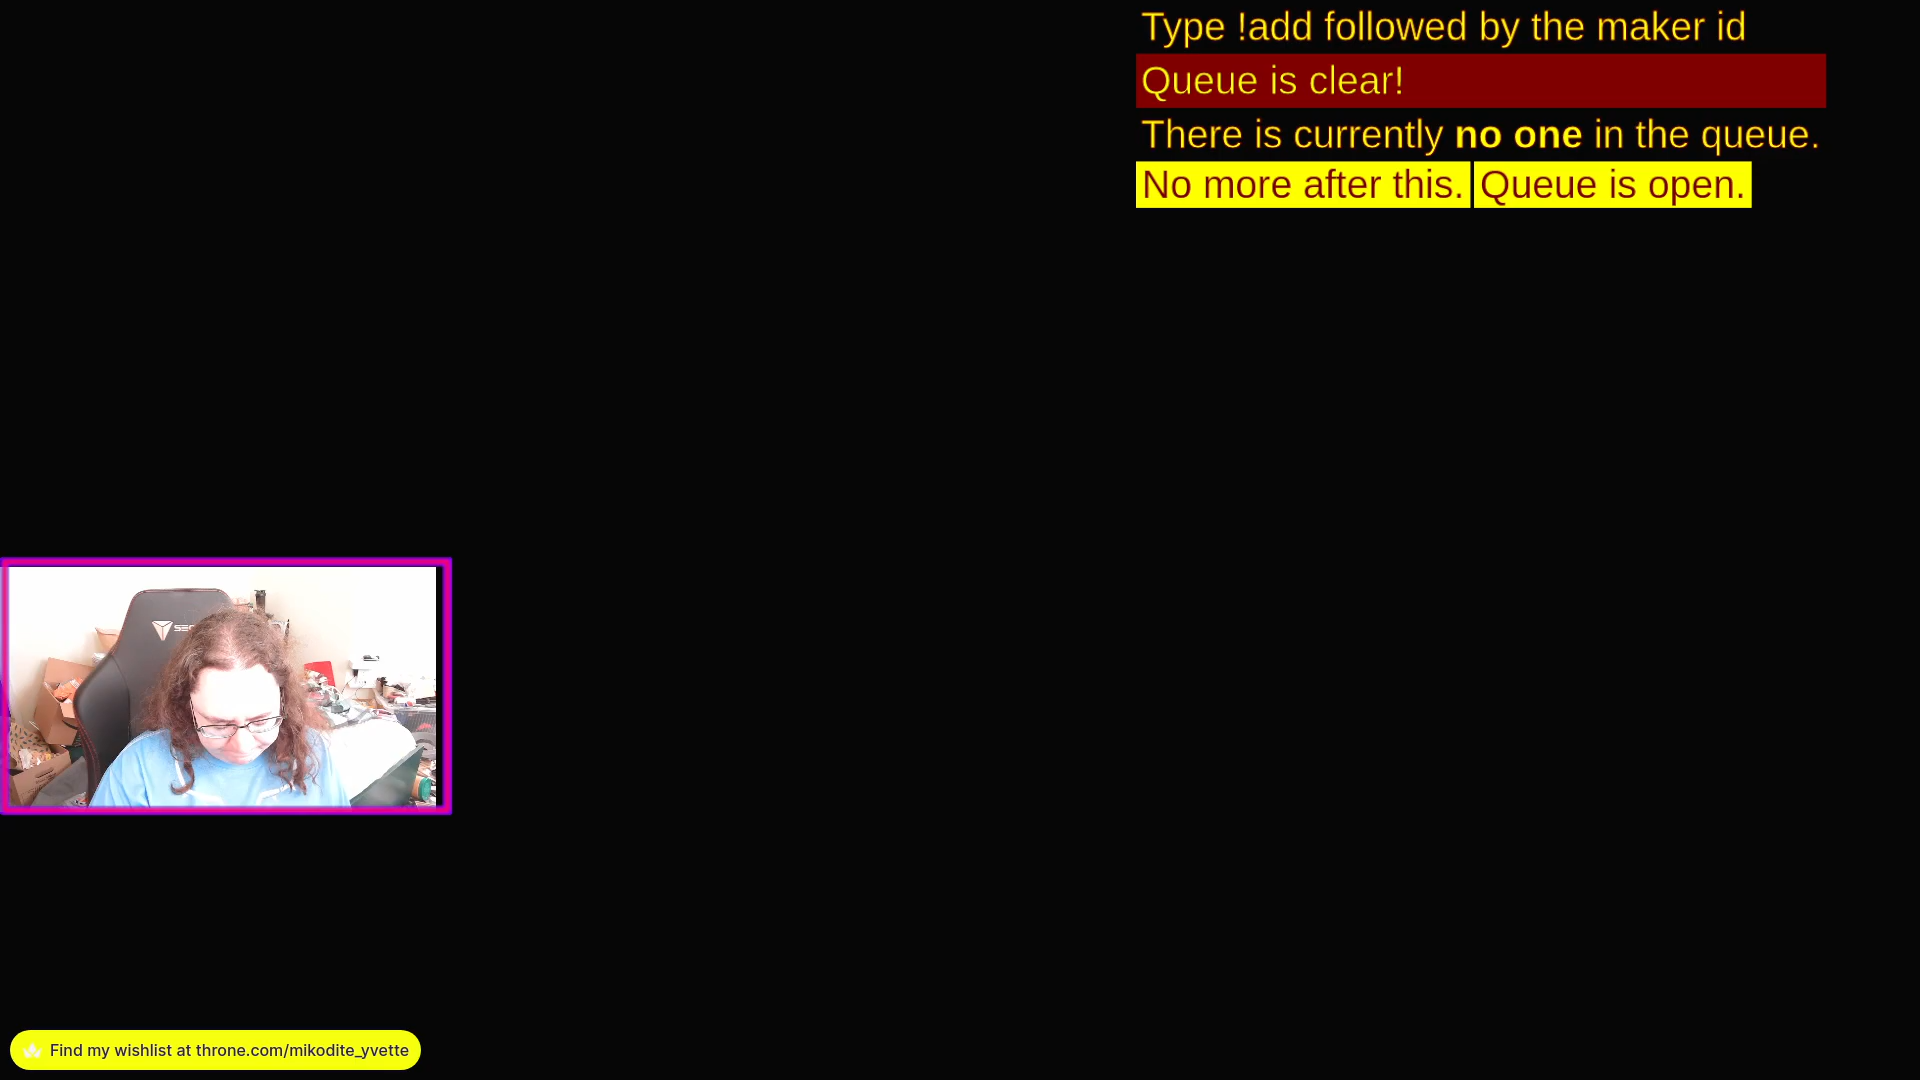 Type !add followed by the maker id
Queue is clear!
There is currently no one in the queue.
No more after this. Queue is open.
Find my wishlist at throne.com/mikodite_yvette